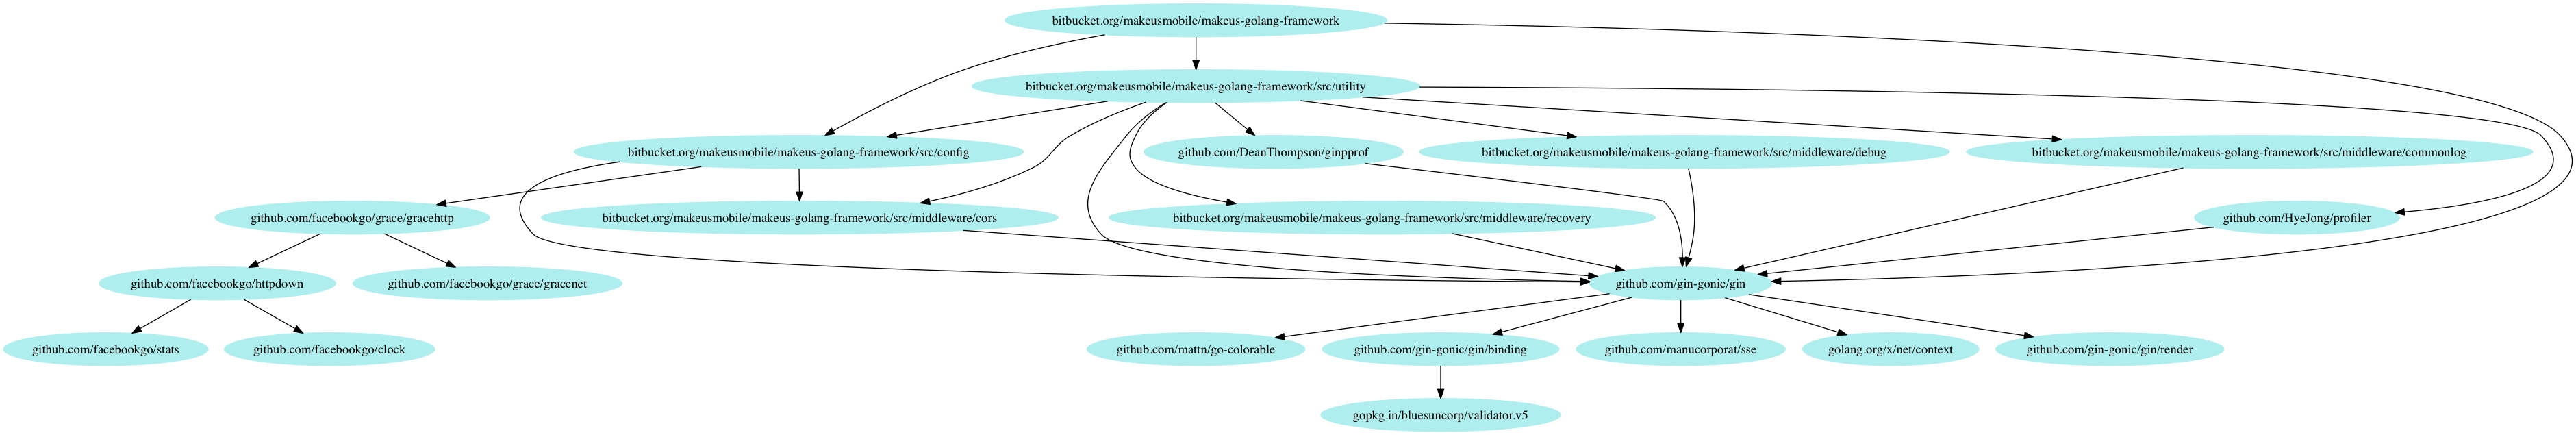 bitbucket.org/makeusmobile/makeus-golang-framework
bitbucket.org/makeusmobile/makeus-golang-framework/src/utility
bitbucket.org/makeusmobile/makeus-golang-framework/src/config
github.com/DeanThompson/ginpprof
bitbucket.org/makeusmobile/makeus-golang-framework/src/middleware/debug
bitbucket.org/makeusmobile/makeus-golang-framework/src/middleware/commonlog
github.com/facebookgo/grace/gracehttp
bitbucket.org/makeusmobile/makeus-golang-framework/src/middleware/cors
bitbucket.org/makeusmobile/makeus-golang-framework/src/middleware/recovery
github.com/HyeJong/profiler
github.com/facebookgo/httpdown
github.com/facebookgo/grace/gracenet
github.com/gin-gonic/gin
github.com/facebookgo/stats
github.com/facebookgo/clock
github.com/mattn/go-colorable
github.com/gin-gonic/gin/binding
github.com/manucorporat/sse
golang.org/x/net/context
github.com/gin-gonic/gin/render
gopkg.in/bluesuncorp/validator.v5